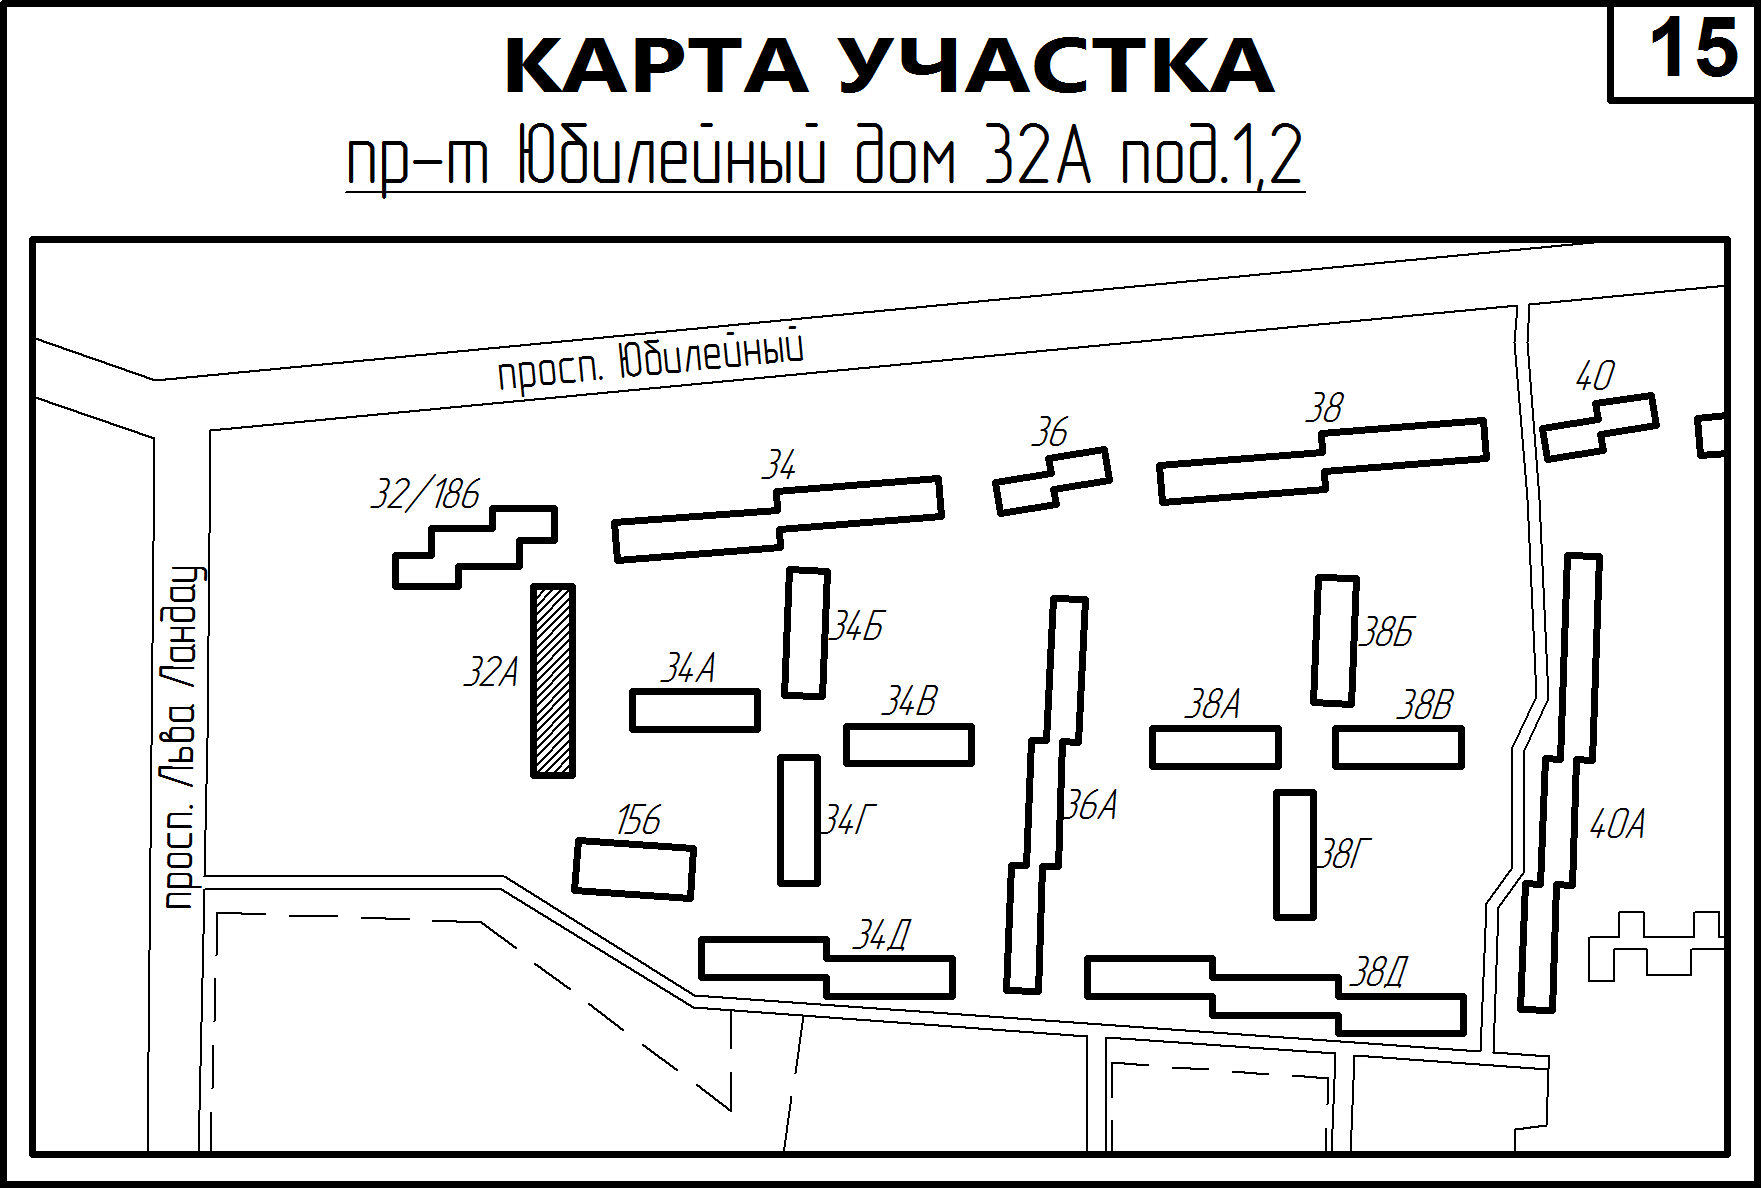 15
КАРТА УЧАСТКА
пр-т Юбилейный дом 32А под.1,2
просп. Юбилейный
40
38
36
34
32/186
34Б
38Б
32А
34А
34В
38А
38В
просп. Льва Ландау
156
34Г
36А
38Г
40А
34Д
38Д